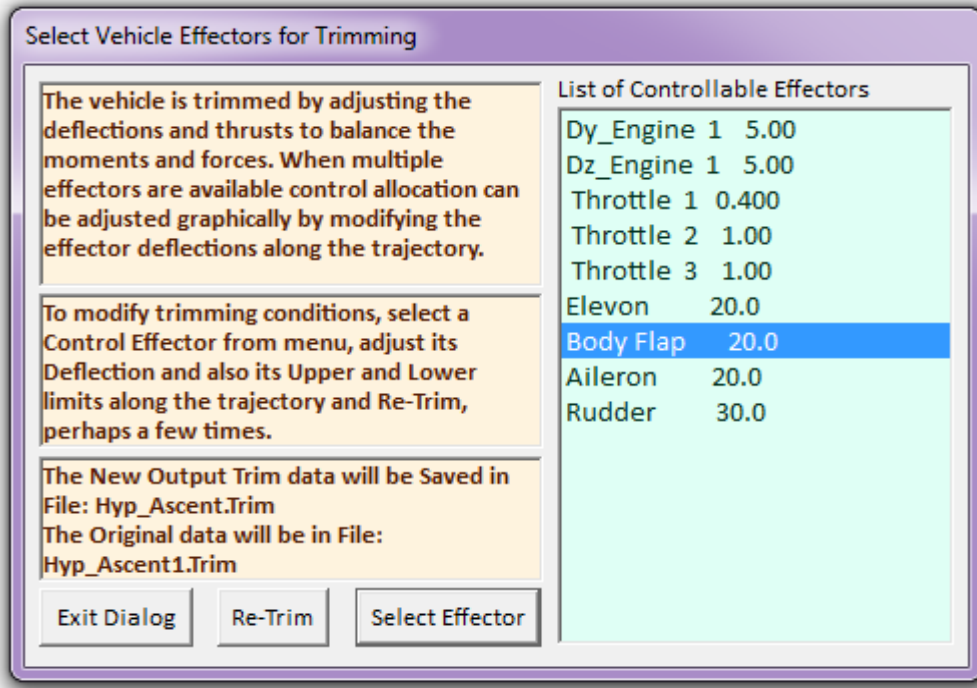 Select Vehicle Effectors for Trimming
The vehicle is trimmed by adjusting the
deflections and thrusts to balance the
moments and forces. When multiple
effectors are available control allocation can
be adjusted graphically by modifying the
effector deflections along the trajectory.
To modify trimming conditions, select a
Control Effector from menu, adjust its
Deflection and also its Upper and Lower
limits along the trajectory and Re-Trim,
perhaps a few times.
The New Output Trim data will be Saved in
File: Hyp_Ascent.Trim
The Original data will be in File:
Hyp_Ascent1.Trim
Exit Dialog
Re-Trim
Select Effector
List of Controllable Effectors
Dy_Engine 1 5.00
Dz_Engine 1 5.00
Throttle 1 0.400
Throttle 2 1.00
Throttle 3 1.00
Elevon 20.0
Body Flap 20.0
Aileron 20.0
Rudder 30.0